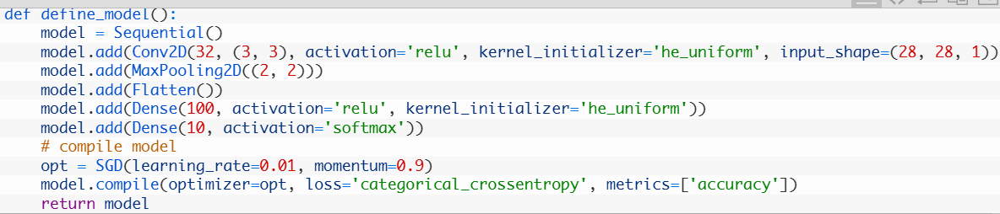 def define_model():
    model = Sequential()
    model.add(Conv2D(32, (3, 3), activation='relu', kernel_initializer='he_uniform', input_shape=(28, 28, 1)))
    model.add(MaxPooling2D((2, 2)))
    model.add(Flatten())
    model.add(Dense(100, activation='relu', kernel_initializer='he_uniform'))
    model.add(Dense(10, activation='softmax'))
    # compile model
    opt = SGD(learning_rate=0.01, momentum=0.9)
    model.compile(optimizer=opt, loss='categorical_crossentropy', metrics=['accuracy'])
    return model